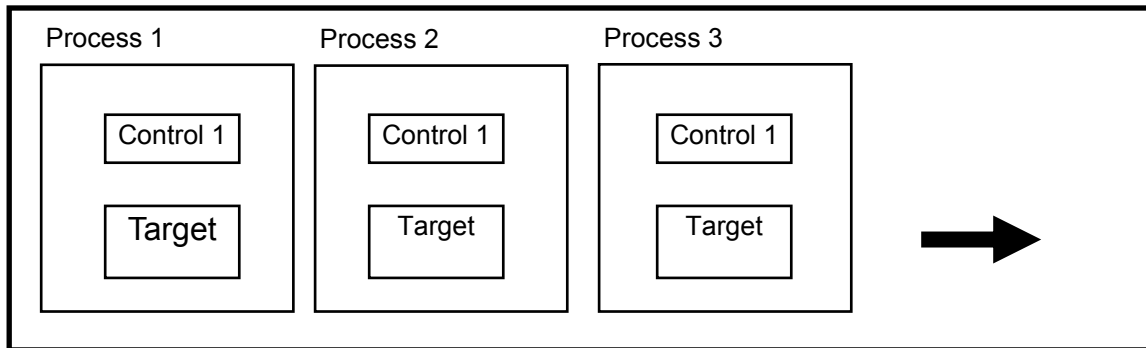 Process 1
Process 2
Process 3
Control 1
Control 1
Control 1
Target
Target
Target